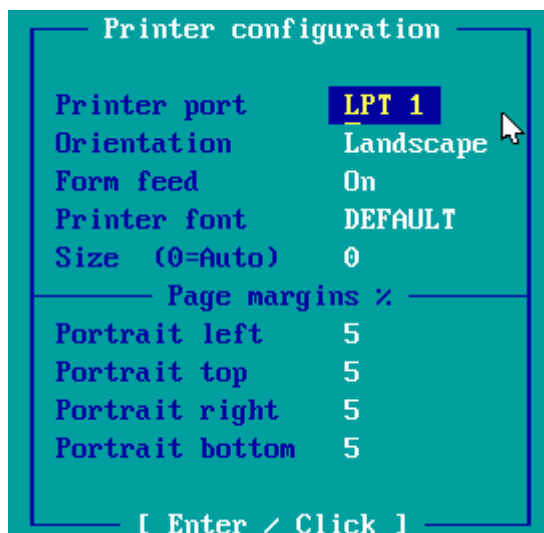 Printer configuration
Printer port LPT 1
Orientation Landscape
Form feed On
Printer font DEFAULT
Size (0=Auto) 0
Page margins %
Portrait left 5
Portrait top 5
Portrait right 5
Portrait bottom 5
[ Enter / Click ]